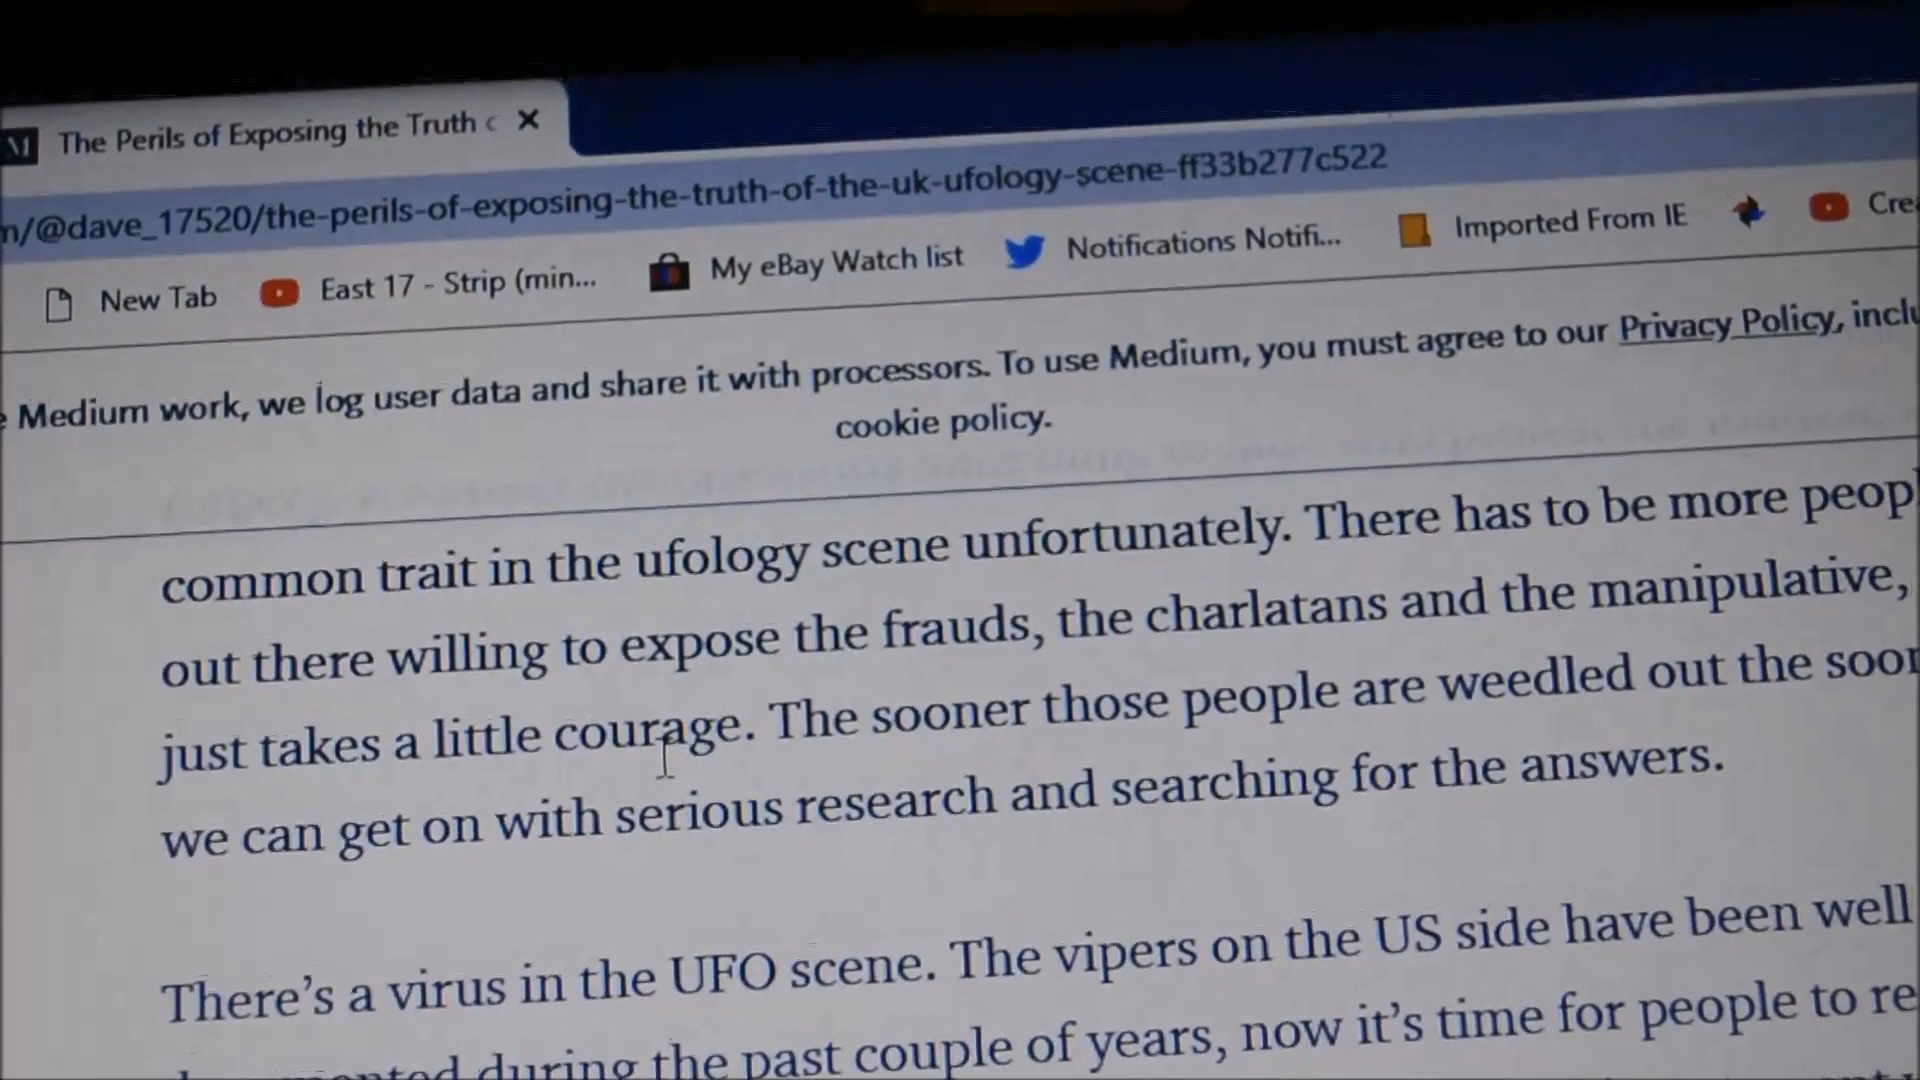 M The Perils of Exposing the Truth
/@dave_17520/the-perils-of-exposing-the-truth-of-the-uk-ufology-scene-ff33b277c522
New Tab East 17 - Strip (min... My eBay Watch list Notifications Notifi... Imported From IE Crea
Medium work, we log user data and share it with processors. To use Medium, you must agree to our Privacy Policy, inclu
cookie policy.
common trait in the ufology scene unfortunately. There has to be more peopl
out there willing to expose the frauds, the charlatans and the manipulative,
just takes a little courage. The sooner those people are weedled out the soon
we can get on with serious research and searching for the answers.
There's a virus in the UFO scene. The vipers on the US side have been well
during the past couple of years, now it's time for people to re